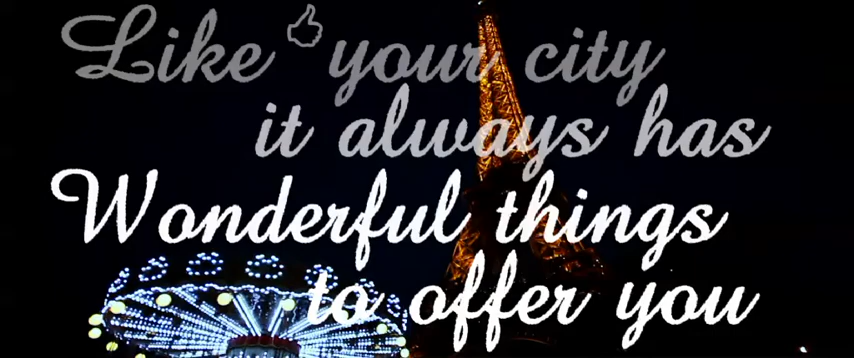 Like your city
it always has
Wonderful things
to offer you